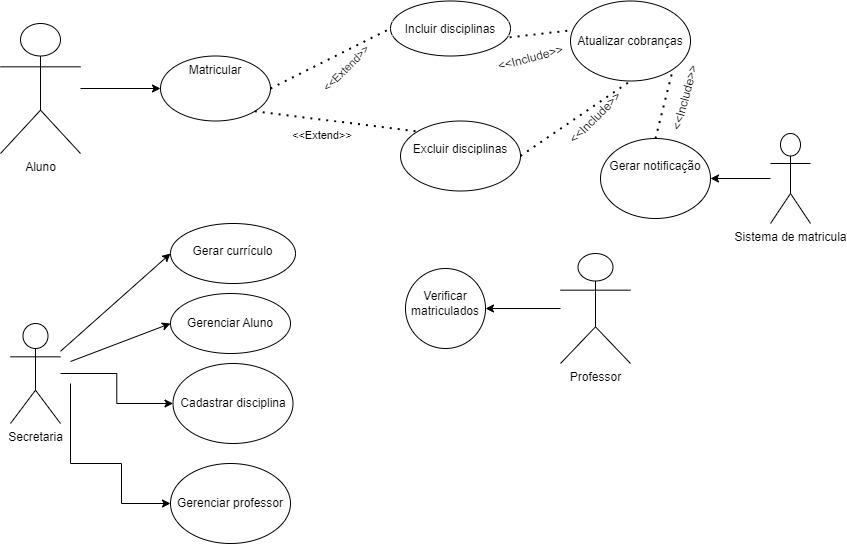 Incluir disciplinas
Atualizar cobranças
<<Include>>
Matricular
<<Extend>>
<<Include>>
<<Include>>
<<Extend>>
Excluir disciplinas
Aluno
Gerar notificação
Sistema de matricula
Gerar currículo
Verificar
matriculados
Gerenciar Aluno
Professor
Cadastrar disciplina
Secretaria
Gerenciar professor